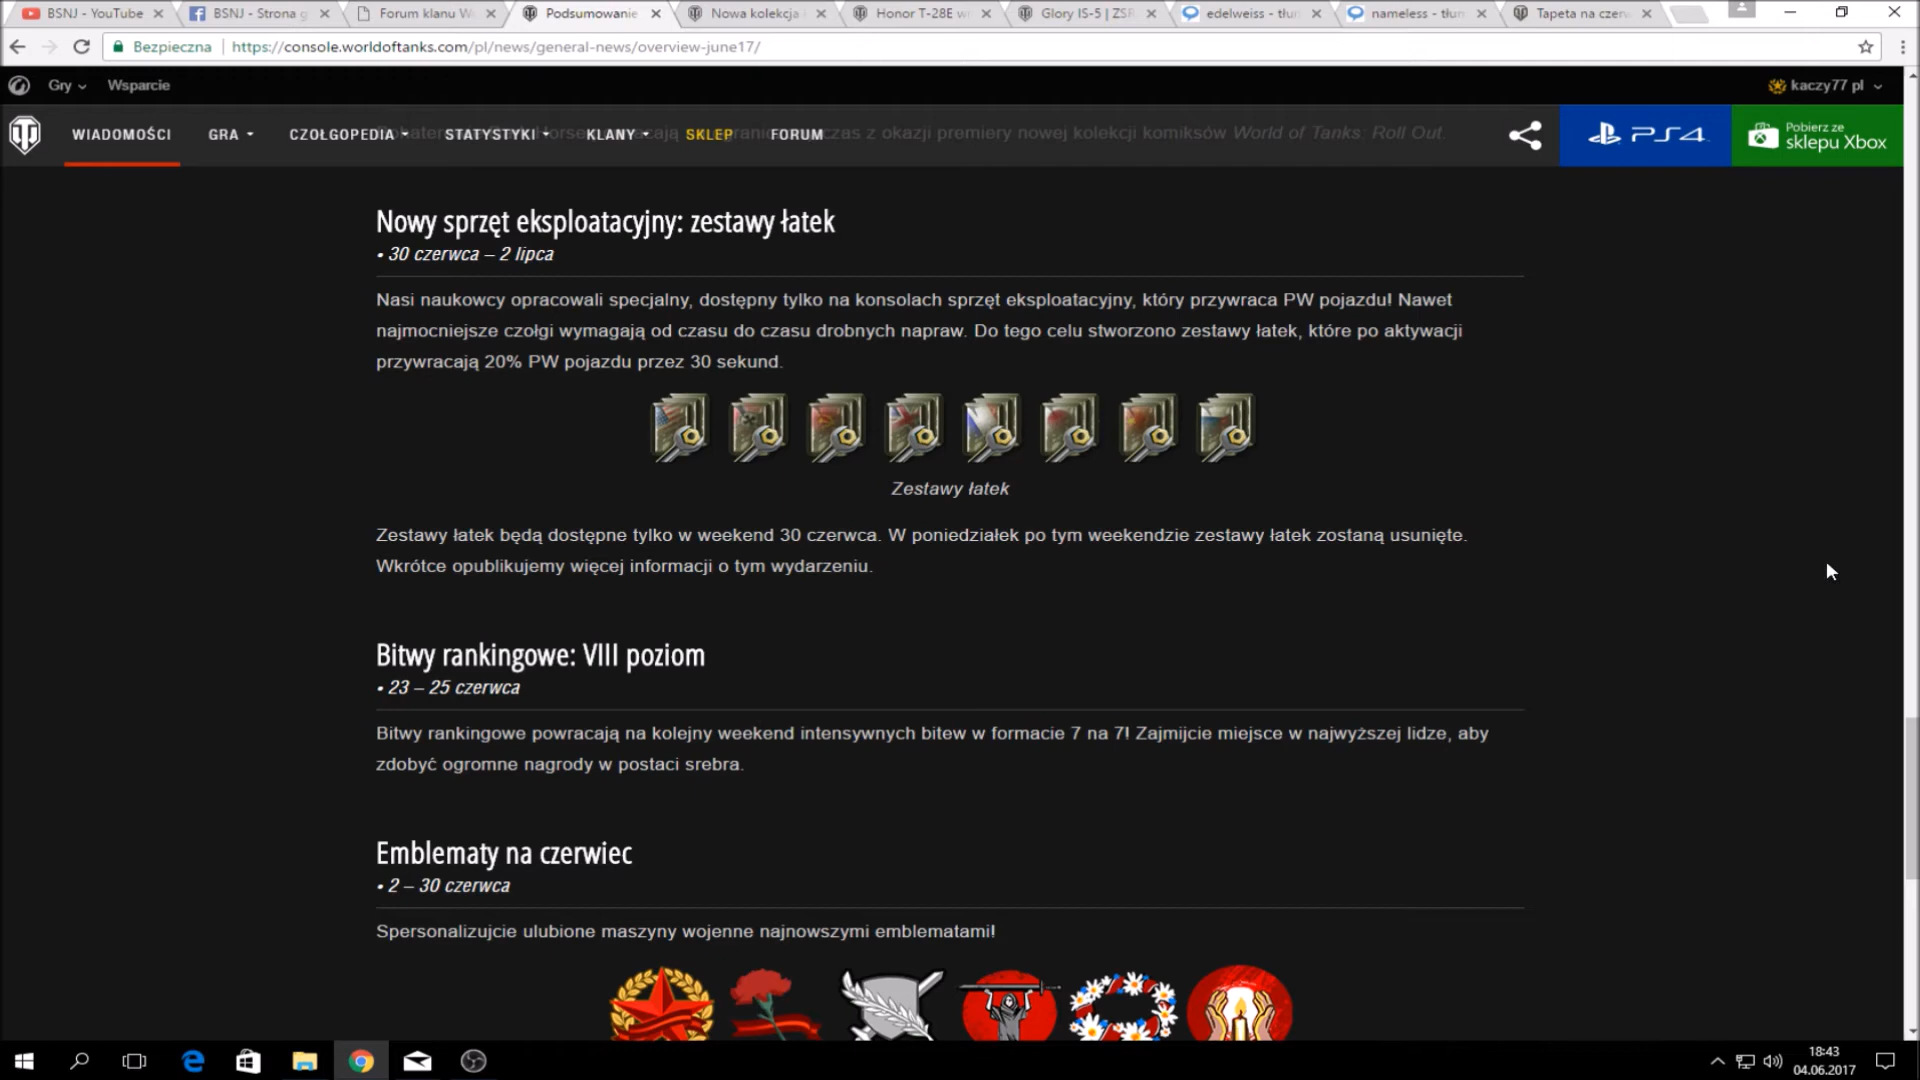 BSNJ - YouTube
BSNJ - Strona g
Forum klanu W
Podsumowanie
Nowa kolekcja
Honor T-28E w
Glory IS-5 | ZSR
edelweiss - tłum
nameless - tłum
Tapeta na czerw
Bezpieczna
https://console.worldoftanks.com/pl/news/general-news/overview-june17/
Gry
Wsparcie
kaczy77 pl
WIADOMOŚCI
GRA
CZOŁGOPEDIA
STATYSTYKI
KLANY
SKLEP
FORUM
czas z okazji premiery nowej kolekcji komiksów World of Tanks: Roll Out.
PS4
Pobierz ze
sklepu Xbox
Nowy sprzęt eksploatacyjny: zestawy łatek
• 30 czerwca – 2 lipca
Nasi naukowcy opracowali specjalny, dostępny tylko na konsolach sprzęt eksploatacyjny, który przywraca PW pojazdu! Nawet
najmocniejsze czołgi wymagają od czasu do czasu drobnych napraw. Do tego celu stworzono zestawy łatek, które po aktywacji
przywracają 20% PW pojazdu przez 30 sekund.
Zestawy łatek
Zestawy łatek będą dostępne tylko w weekend 30 czerwca. W poniedziałek po tym weekendzie zestawy łatek zostaną usunięte.
Wkrótce opublikujemy więcej informacji o tym wydarzeniu.
Bitwy rankingowe: VIII poziom
• 23 – 25 czerwca
Bitwy rankingowe powracają na kolejny weekend intensywnych bitew w formacie 7 na 7! Zajmijcie miejsce w najwyższej lidze, aby
zdobyć ogromne nagrody w postaci srebra.
Emblematy na czerwiec
• 2 – 30 czerwca
Spersonalizujcie ulubione maszyny wojenne najnowszymi emblematami!
18:43
04.06.2017